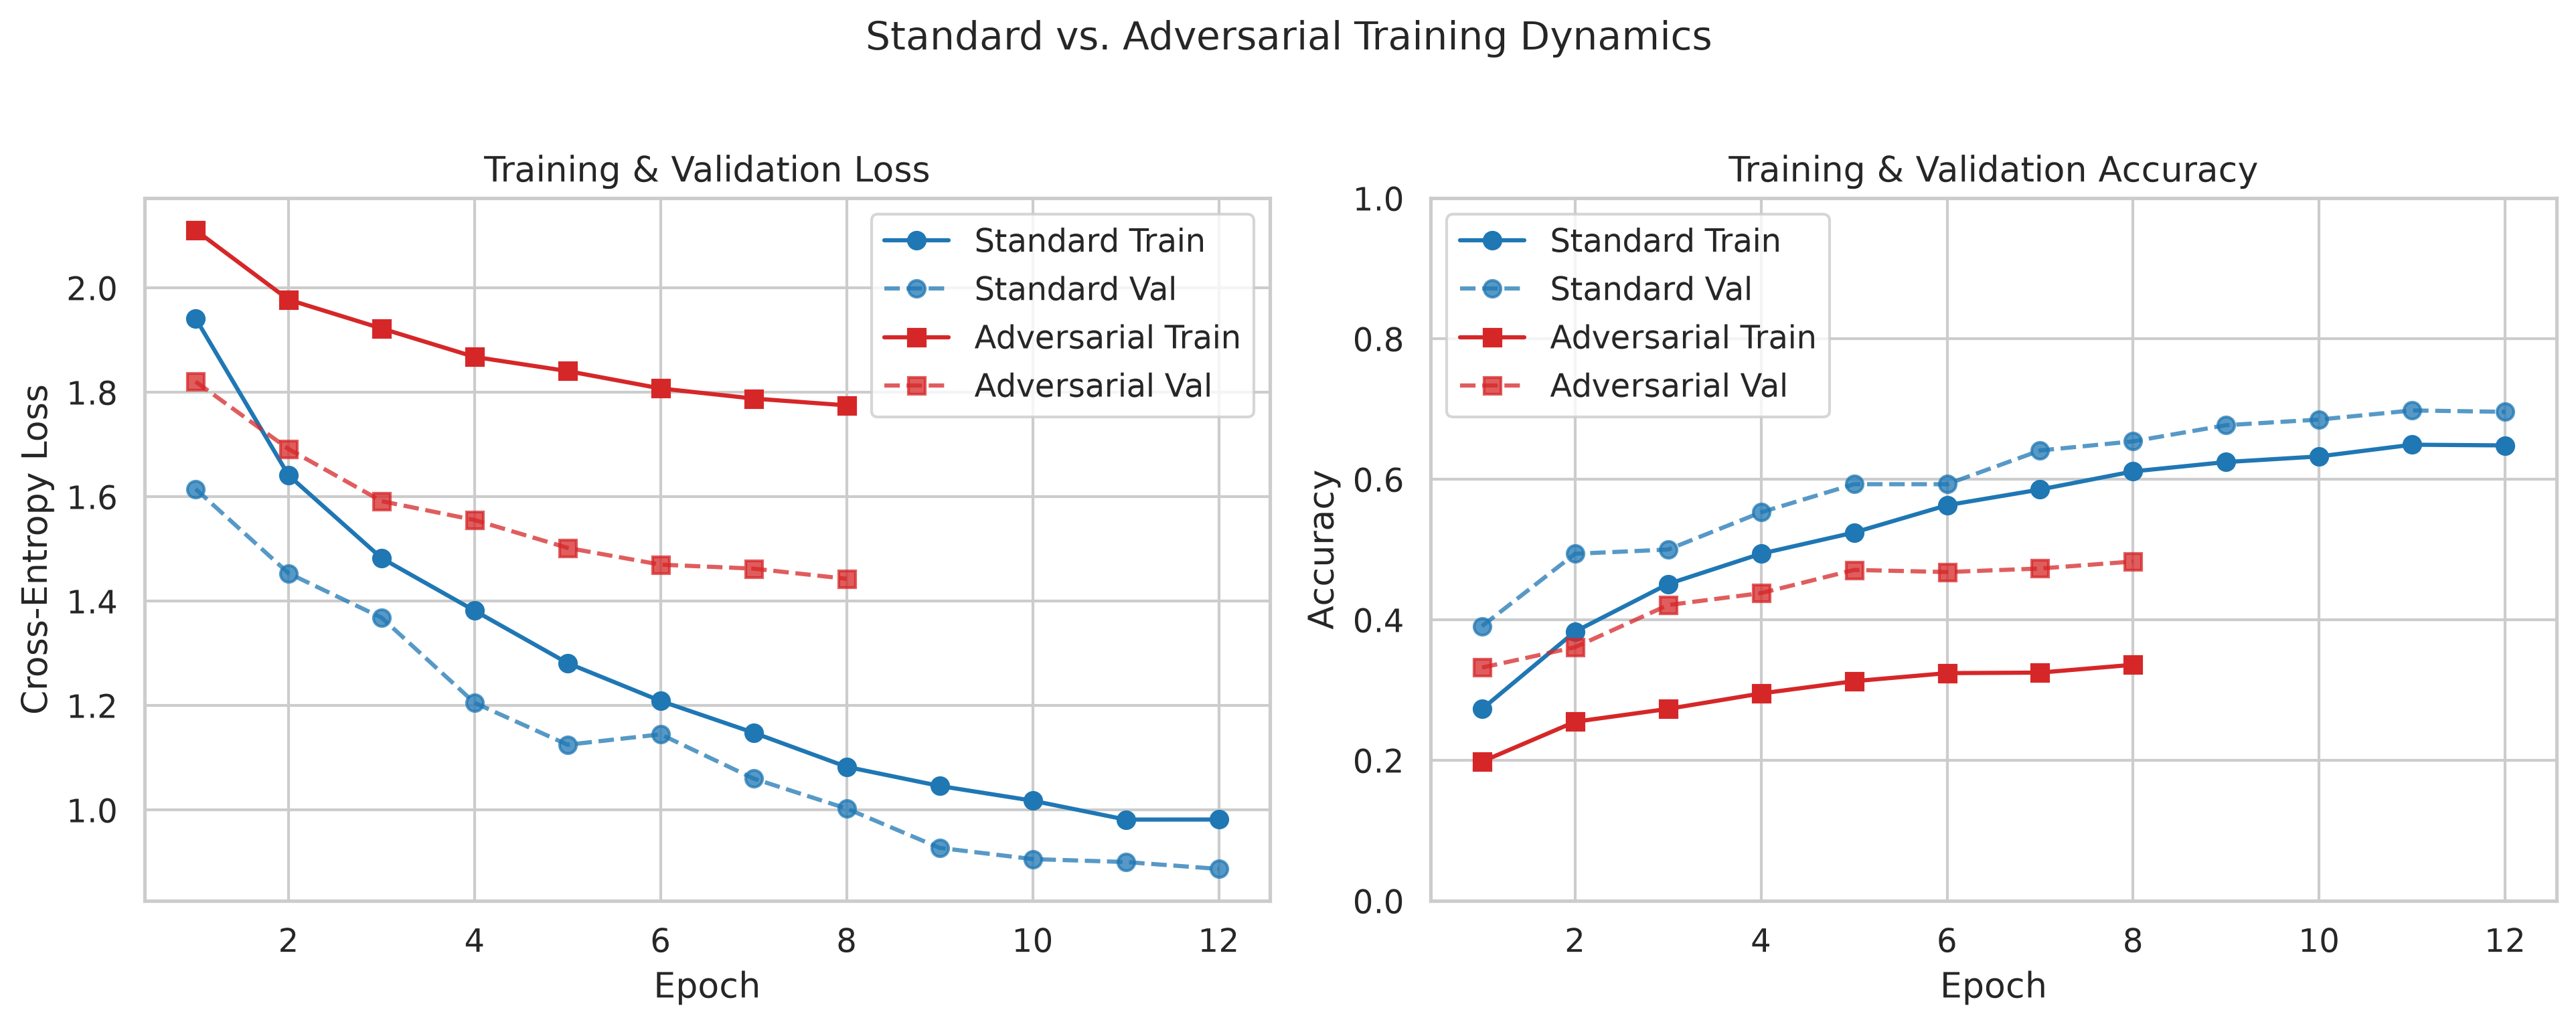 Standard vs. Adversarial Training Dynamics
Training & Validation Loss
Cross-Entropy Loss
2.0
1.8
1.6
1.4
1.2
1.0
Standard Train
Standard Val
Adversarial Train
Adversarial Val
2 4 6 8 10 12
Epoch
Training & Validation Accuracy
Accuracy
1.0
0.8
0.6
0.4
0.2
0.0
Standard Train
Standard Val
Adversarial Train
Adversarial Val
2 4 6 8 10 12
Epoch